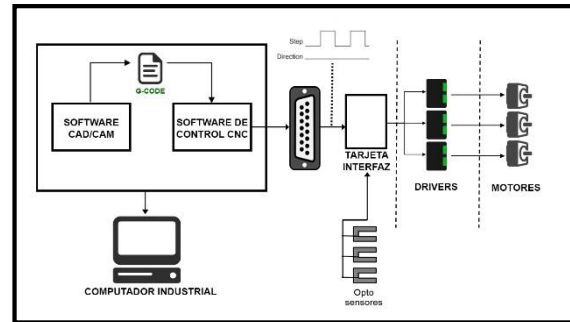 Step
Direction
G-CODE
SOFTWARE
CAD/CAM
SOFTWARE DE
CONTROL CNC
TARJETA
INTERFAZ
DRIVERS
MOTORES
COMPUTADOR INDUSTRIAL
Opto
sensores